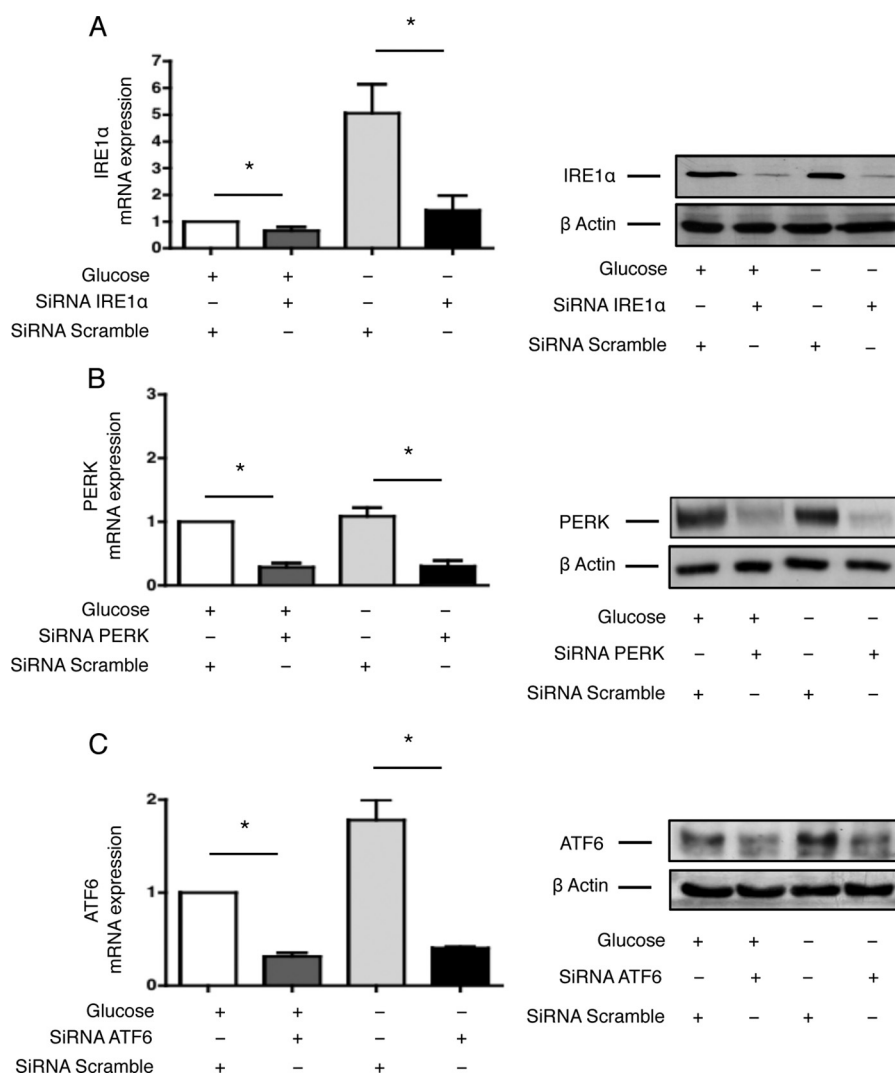 A
IRE1α
mRNA expression
7
6
5
4
3
2
1
0
*
*
Glucose + + – –
SiRNA IRE1α – + – +
SiRNA Scramble + – + –
IRE1α
β Actin
Glucose + + – –
SiRNA IRE1α – + – +
SiRNA Scramble + – + –
B
PERK
mRNA expression
3
2
1
0
*
*
Glucose + + – –
SiRNA PERK – + – +
SiRNA Scramble + – + –
PERK
β Actin
Glucose + + – –
SiRNA PERK – + – +
SiRNA Scramble + – + –
C
ATF6
mRNA expression
2
1
0
*
*
Glucose + + – –
SiRNA ATF6 – + – +
SiRNA Scramble + – + –
ATF6
β Actin
Glucose + + – –
SiRNA ATF6 – + – +
SiRNA Scramble + – + –